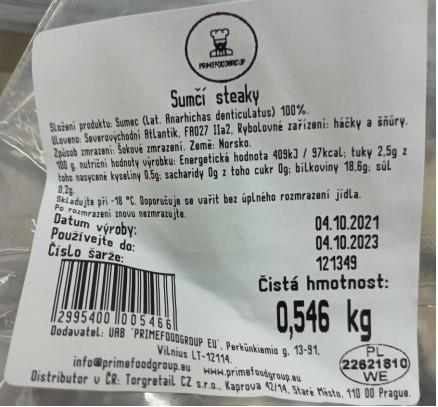 PRIMEFOODGROUP
Sumčí steaky
Složení produktu: Sumec (lat. Anarhichas denticulatus) 100%.
Uloveno: Severovýchodní Atlantik, FAO27 IIa2, Rybolovné zařízení: háčky a šňůry.
Způsob zmrazení: Šokové zmrazení. Země: Norsko.
100 g. nutriční hodnoty výrobku: Energetická hodnota 409kJ / 97kcal; tuky 2,5g z
toho nasycené kyseliny 0.5g; sacharidy 0g z toho cukr 0g; bílkoviny 18,6g; sůl
0.2g.
Skladujte při -18 °C. Doporučuje se vařit bez úplného rozmrazení jídla.
Po rozmrazení znovu nezmrazujte.
Datum výroby: 04.10.2021
Používejte do: 04.10.2023
Číslo šarže: 121349
Čistá hmotnost:
0,546 kg
2995400 005466
Dodavatel: UAB 'PRIMEFOODGROUP EU', Perkūnkiemio g. 13-91,
Vilnius LT-12114.
info@primefoodgroup.eu www.primefoodgroup.eu
PL
22621810
WE
Distributor v ČR: Torgretail CZ s.r.o., Kaprova 42/14, Staré Město, 110 00 Prague.